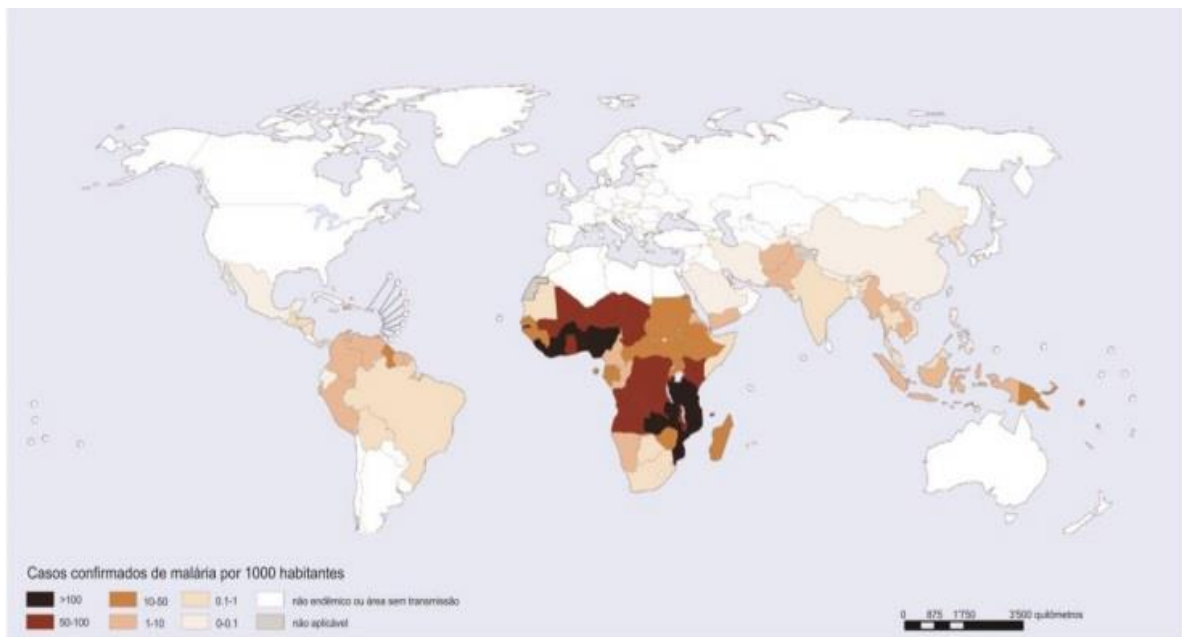 Casos confirmados de malária por 1000 habitantes
>100 10-50 0.1-1 não endêmico ou área sem transmissão
50-100 1-10 0-0.1 não aplicável
0 875 1'750 3'500 quilômetros